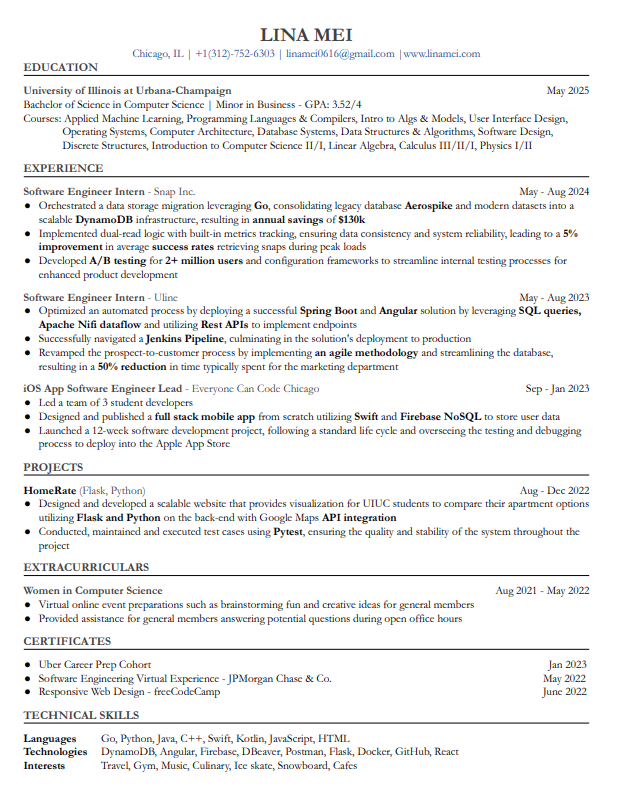 LINA MEI
Chicago, IL | +1(312)-752-6303 | linamei0616@gmail.com |www.linamei.com
EDUCATION
University of Illinois at Urbana-Champaign May 2025
Bachelor of Science in Computer Science | Minor in Business - GPA: 3.52/4
Courses: Applied Machine Learning, Programming Languages & Compilers, Intro to Algs & Models, User Interface Design,
Operating Systems, Computer Architecture, Database Systems, Data Structures & Algorithms, Software Design,
Discrete Structures, Introduction to Computer Science II/I, Linear Algebra, Calculus III/II/I, Physics I/II
EXPERIENCE
Software Engineer Intern - Snap Inc. May - Aug 2024
● Orchestrated a data storage migration leveraging Go, consolidating legacy database Aerospike and modern datasets into a
scalable DynamoDB infrastructure, resulting in annual savings of $130k
● Implemented dual-read logic with built-in metrics tracking, ensuring data consistency and system reliability, leading to a 5%
improvement in average success rates retrieving snaps during peak loads
● Developed A/B testing for 2+ million users and configuration frameworks to streamline internal testing processes for
enhanced product development
Software Engineer Intern - Uline May - Aug 2023
● Optimized an automated process by deploying a successful Spring Boot and Angular solution by leveraging SQL queries,
Apache Nifi dataflow and utilizing Rest APIs to implement endpoints
● Successfully navigated a Jenkins Pipeline, culminating in the solution's deployment to production
● Revamped the prospect-to-customer process by implementing an agile methodology and streamlining the database,
resulting in a 50% reduction in time typically spent for the marketing department
iOS App Software Engineer Lead - Everyone Can Code Chicago Sep - Jan 2023
● Led a team of 3 student developers
● Designed and published a full stack mobile app from scratch utilizing Swift and Firebase NoSQL to store user data
● Launched a 12-week software development project, following a standard life cycle and overseeing the testing and debugging
process to deploy into the Apple App Store
PROJECTS
HomeRate (Flask, Python) Aug - Dec 2022
● Designed and developed a scalable website that provides visualization for UIUC students to compare their apartment options
utilizing Flask and Python on the back-end with Google Maps API integration
● Conducted, maintained and executed test cases using Pytest, ensuring the quality and stability of the system throughout the
project
EXTRACURRICULARS
Women in Computer Science Aug 2021 - May 2022
● Virtual online event preparations such as brainstorming fun and creative ideas for general members
● Provided assistance for general members answering potential questions during open office hours
CERTIFICATES
● Uber Career Prep Cohort Jan 2023
● Software Engineering Virtual Experience - JPMorgan Chase & Co. May 2022
● Responsive Web Design - freeCodeCamp June 2022
TECHNICAL SKILLS
Languages Go, Python, Java, C++, Swift, Kotlin, JavaScript, HTML
Technologies DynamoDB, Angular, Firebase, DBeaver, Postman, Flask, Docker, GitHub, React
Interests Travel, Gym, Music, Culinary, Ice skate, Snowboard, Cafes